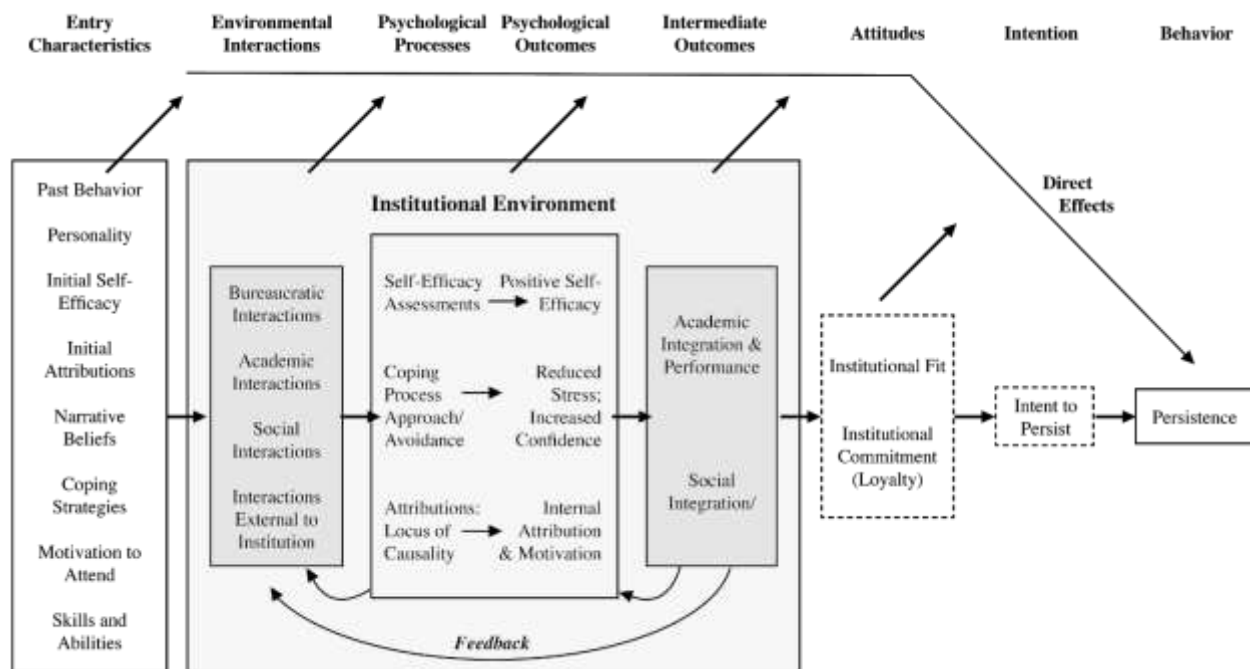 Entry
Characteristics
Environmental
Interactions
Psychological
Processes
Psychological
Outcomes
Intermediate
Outcomes
Attitudes
Intention
Behavior
Direct
Effects
Past Behavior
Personality
Initial Self-
Efficacy
Initial
Attributions
Narrative
Beliefs
Coping
Strategies
Motivation to
Attend
Skills and
Abilities
Institutional Environment
Bureaucratic
Interactions
Academic
Interactions
Social
Interactions
Interactions
External to
Institution
Self-Efficacy
Assessments
Positive Self-
Efficacy
Coping
Process
Approach/
Avoidance
Reduced
Stress;
Increased
Confidence
Attributions:
Locus of
Causality
Internal
Attribution
& Motivation
Academic
Integration &
Performance
Social
Integration/
Feedback
Institutional Fit
Institutional
Commitment
(Loyalty)
Intent to
Persist
Persistence